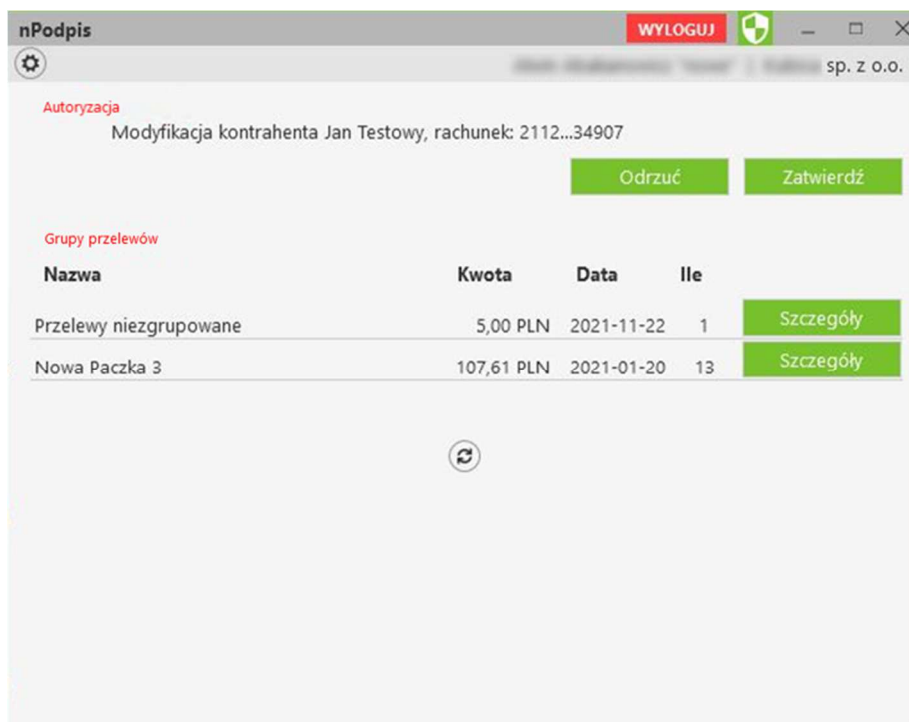 nPodpis WYLOGUJ
sp. z o.o.
Autoryzacja
Modyfikacja kontrahenta Jan Testowy, rachunek: 2112...34907
Odrzuć Zatwierdź
Grupy przelewów
Nazwa Kwota Data Ile
Przelewy niezgrupowane 5,00 PLN 2021-11-22 1 Szczegóły
Nowa Paczka 3 107,61 PLN 2021-01-20 13 Szczegóły